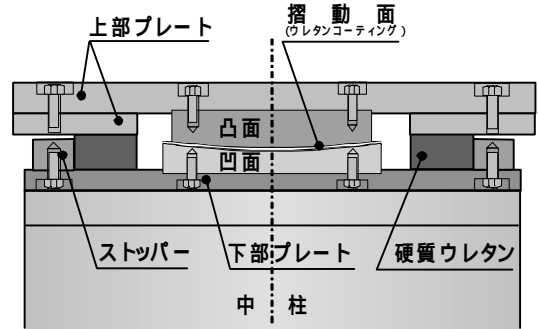 上部プレート
摺動面
(ウレタンコーティング)
凸面
凹面
ストッパー
下部プレート
硬質ウレタン
中柱